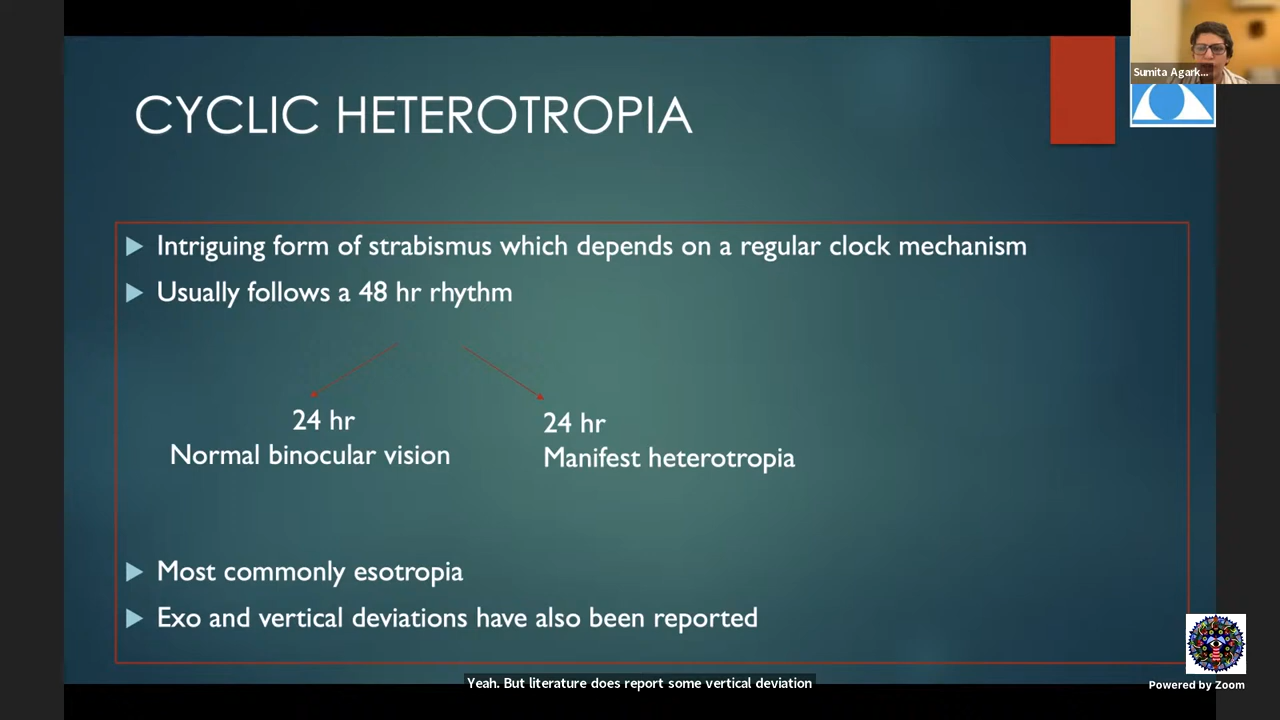 Sumita Agark...
CYCLIC HETEROTROPIA
Intriguing form of strabismus which depends on a regular clock mechanism
Usually follows a 48 hr rhythm
24 hr
Normal binocular vision
24 hr
Manifest heterotropia
Most commonly esotropia
Exo and vertical deviations have also been reported
Yeah. But literature does report some vertical deviation
Powered by Zoom